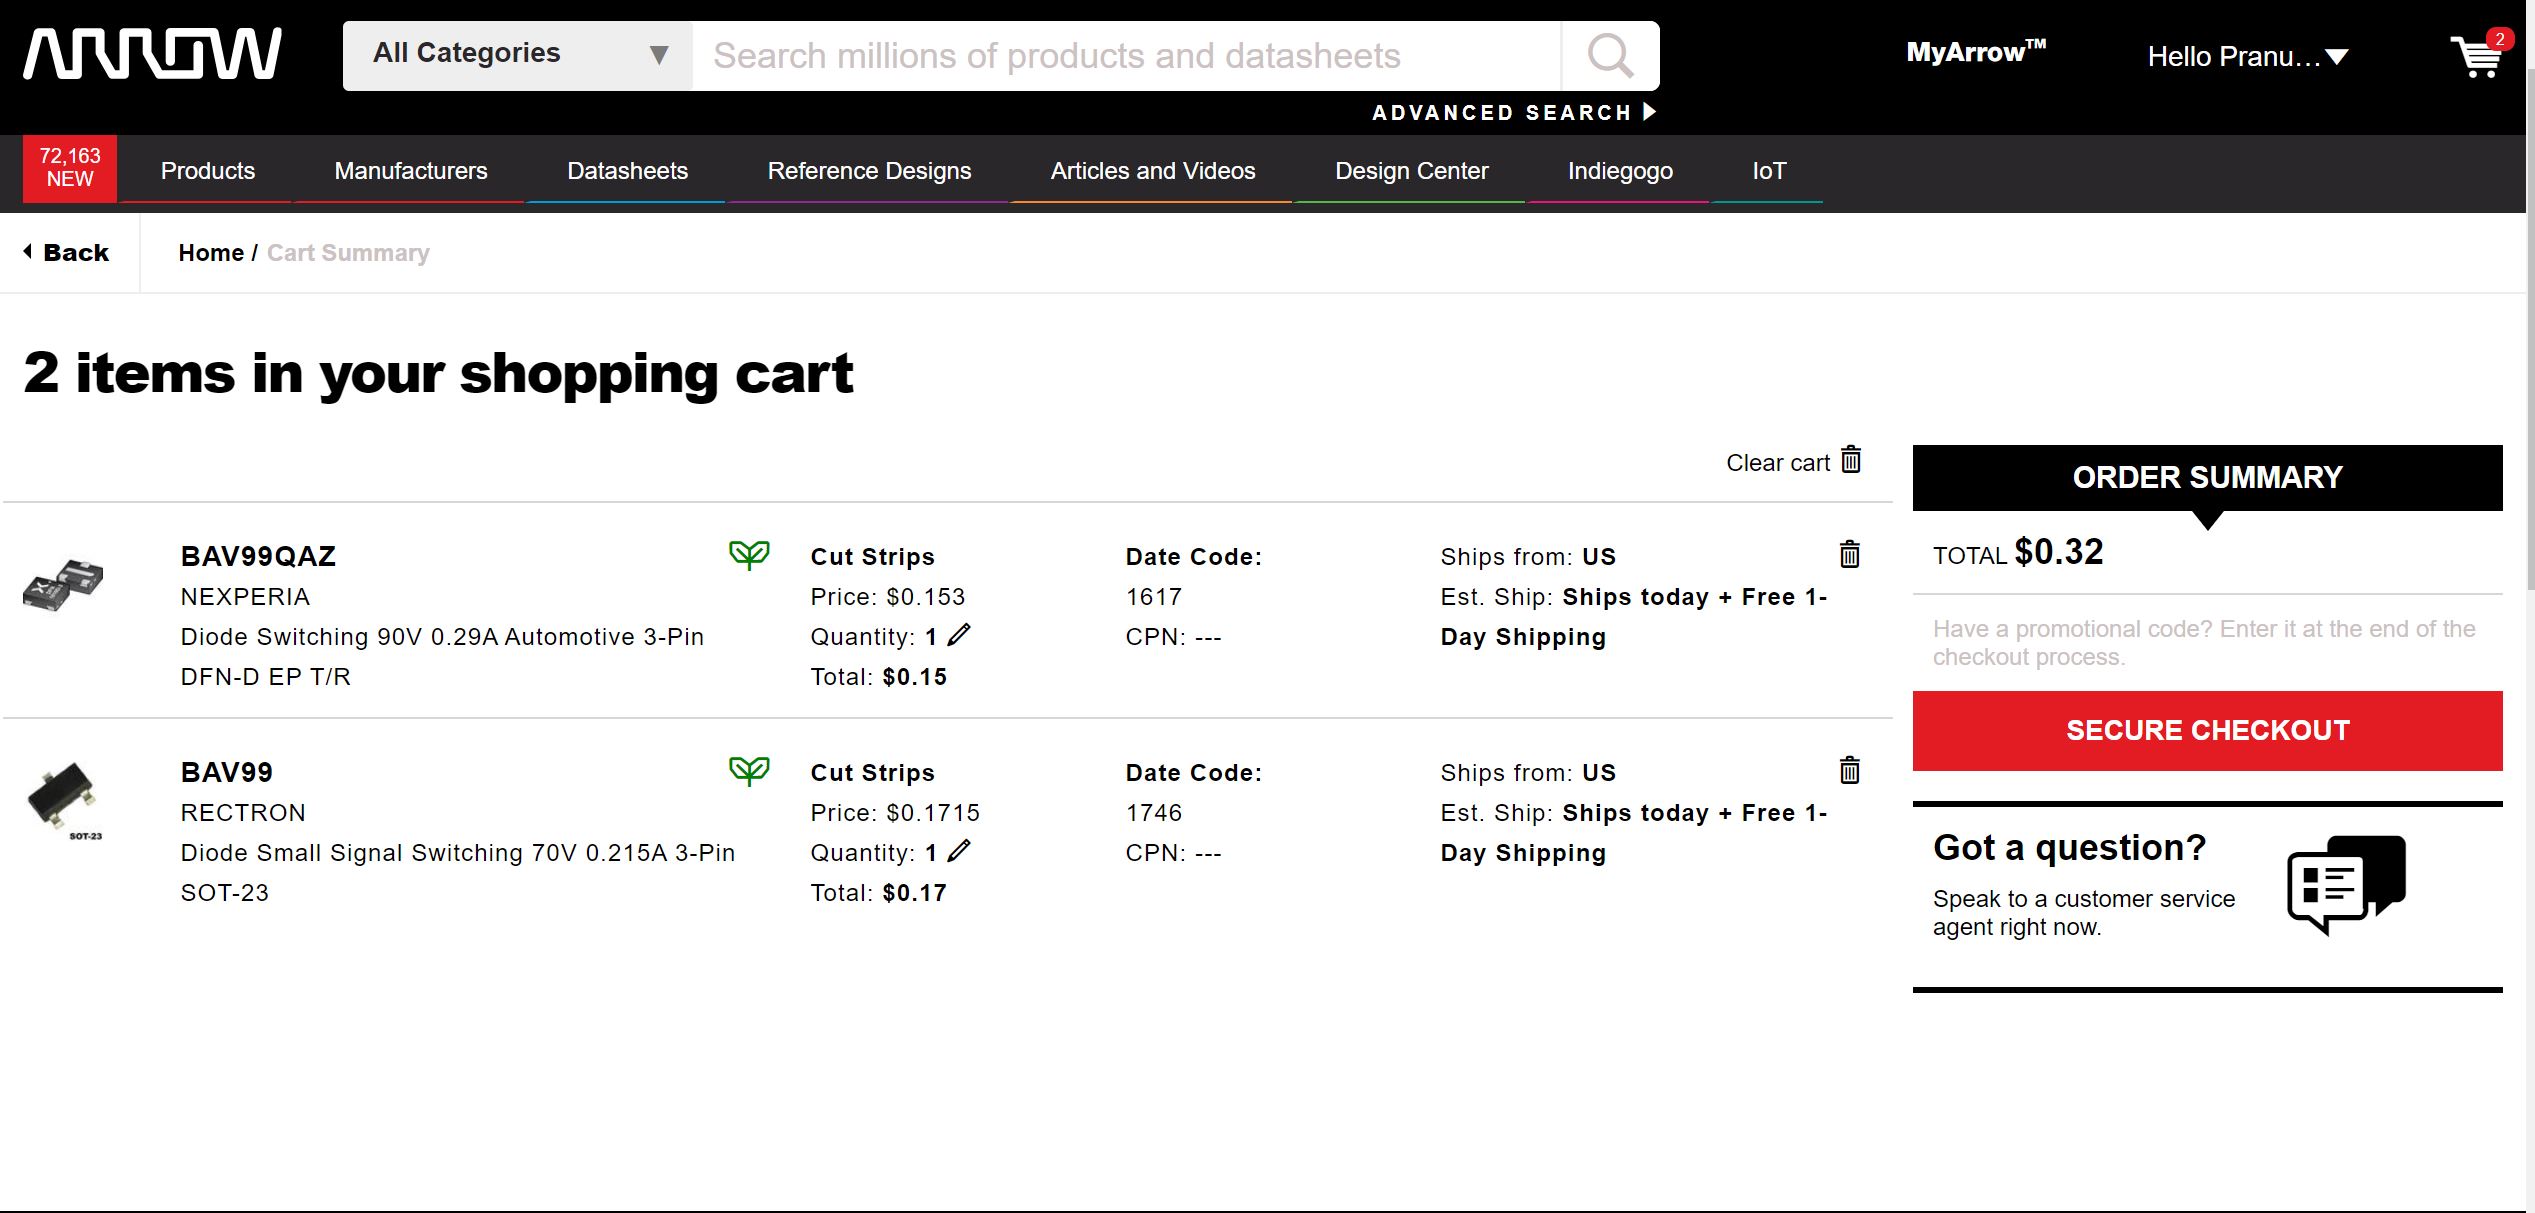 ARROW
All Categories ▼
Search millions of products and datasheets
MyArrow™
Hello Pranu...
2
ADVANCED SEARCH
72,163
NEW
Products
Manufacturers
Datasheets
Reference Designs
Articles and Videos
Design Center
Indiegogo
IoT
Back
Home / Cart Summary
2 items in your shopping cart
Clear cart
BAV99QAZ
NEXPERIA
Diode Switching 90V 0.29A Automotive 3-Pin
DFN-D EP T/R
Cut Strips
Price: $0.153
Quantity: 1
Total: $0.15
Date Code:
1617
CPN: ---
Ships from: US
Est. Ship: Ships today + Free 1-
Day Shipping
SOT-23
BAV99
RECTRON
Diode Small Signal Switching 70V 0.215A 3-Pin
SOT-23
Cut Strips
Price: $0.1715
Quantity: 1
Total: $0.17
Date Code:
1746
CPN: ---
Ships from: US
Est. Ship: Ships today + Free 1-
Day Shipping
ORDER SUMMARY
TOTAL $0.32
Have a promotional code? Enter it at the end of the
checkout process.
SECURE CHECKOUT
Got a question?
Speak to a customer service
agent right now.